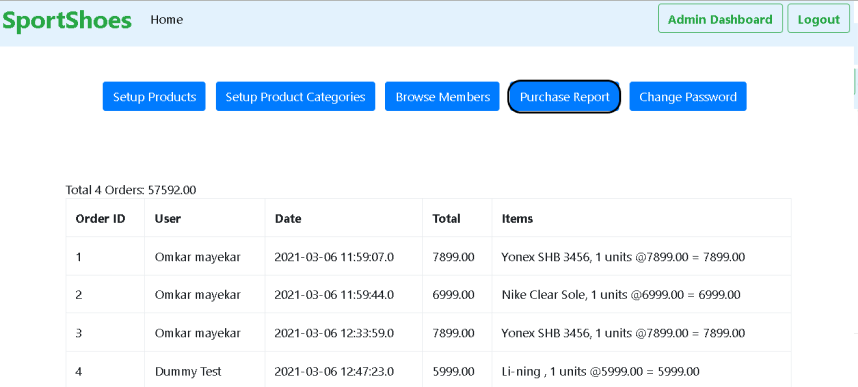 SportShoes Home Admin Dashboard Logout
Setup Products Setup Product Categories Browse Members Purchase Report Change Password
Total 4 Orders: 57592.00
Order ID User Date Total Items
1 Omkar mayekar 2021-03-06 11:59:07.0 7899.00 Yonex SHB 3456, 1 units @7899.00 = 7899.00
2 Omkar mayekar 2021-03-06 11:59:44.0 6999.00 Nike Clear Sole, 1 units @6999.00 = 6999.00
3 Omkar mayekar 2021-03-06 12:33:59.0 7899.00 Yonex SHB 3456, 1 units @7899.00 = 7899.00
4 Dummy Test 2021-03-06 12:47:23.0 5999.00 Li-ning , 1 units @5999.00 = 5999.00